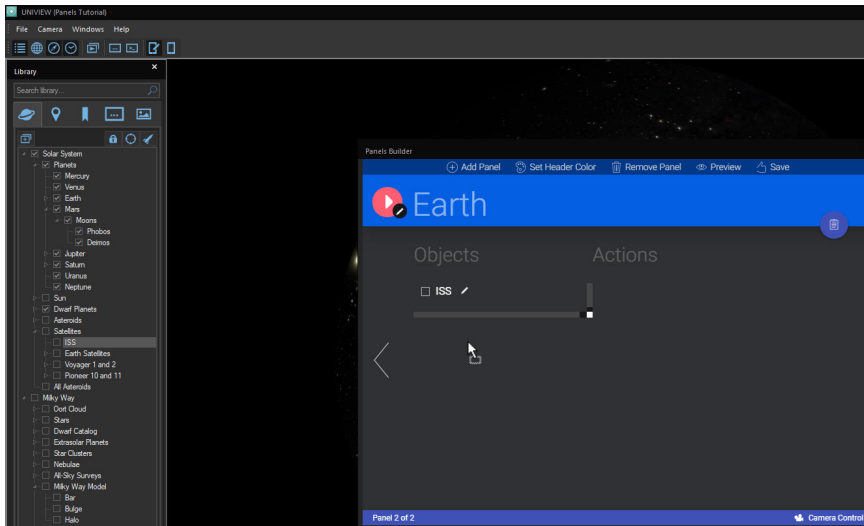 UNIVIEW (Panels Tutorial)
File Camera Windows Help
Library
Search library...
Solar System
Planets
Mercury
Venus
Earth
Mars
Moons
Phobos
Deimos
Jupiter
Saturn
Uranus
Neptune
Sun
Dwarf Planets
Asteroids
Satellites
ISS
Earth Satellites
Voyager 1 and 2
Pioneer 10 and 11
All Asteroids
Milky Way
Oort Cloud
Stars
Dwarf Catalog
Extrasolar Planets
Star Clusters
Nebulae
All-Sky Surveys
Milky Way Model
Bar
Bulge
Halo
Panels Builder
Add Panel Set Header Color Remove Panel Preview Save
Earth
Objects Actions
ISS
Panel 2 of 2 Camera Control